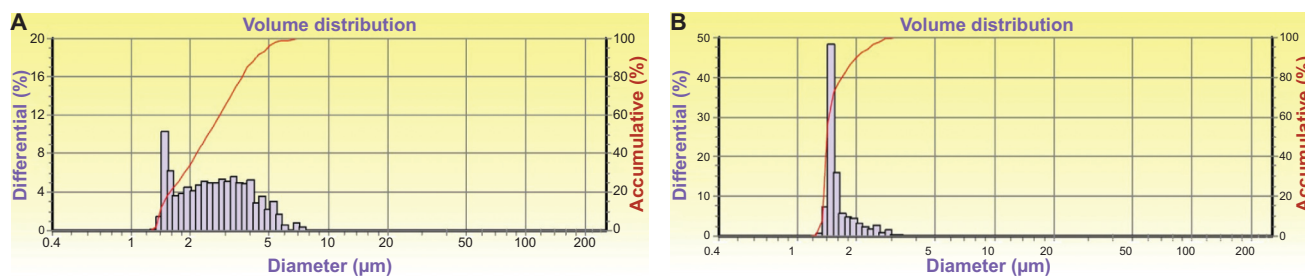 A
Volume distribution
Differential (%)
20
16
12
8
4
0
100
80
60
40
20
0
Accumulative (%)
0.4 1 2 5 10 20 50 100 200
Diameter (µm)
B
Volume distribution
Differential (%)
50
40
30
20
10
0
100
80
60
40
20
0
Accumulative (%)
0.4 1 2 5 10 20 50 100 200
Diameter (µm)